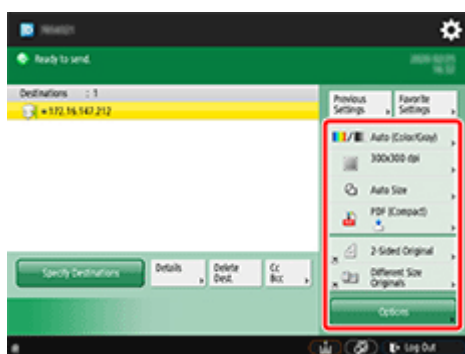 Ready to send.
Destinations : 1
172.16.147.212
Previous
Settings
Favorite
Settings
Auto (Color/Gray)
300x300 dpi
Auto Size
PDF (Compact)
2-Sided Original
Different Size
Originals
Options
Specify Destinations
Details
Delete
Dest.
Cc
Bcc
Log Out